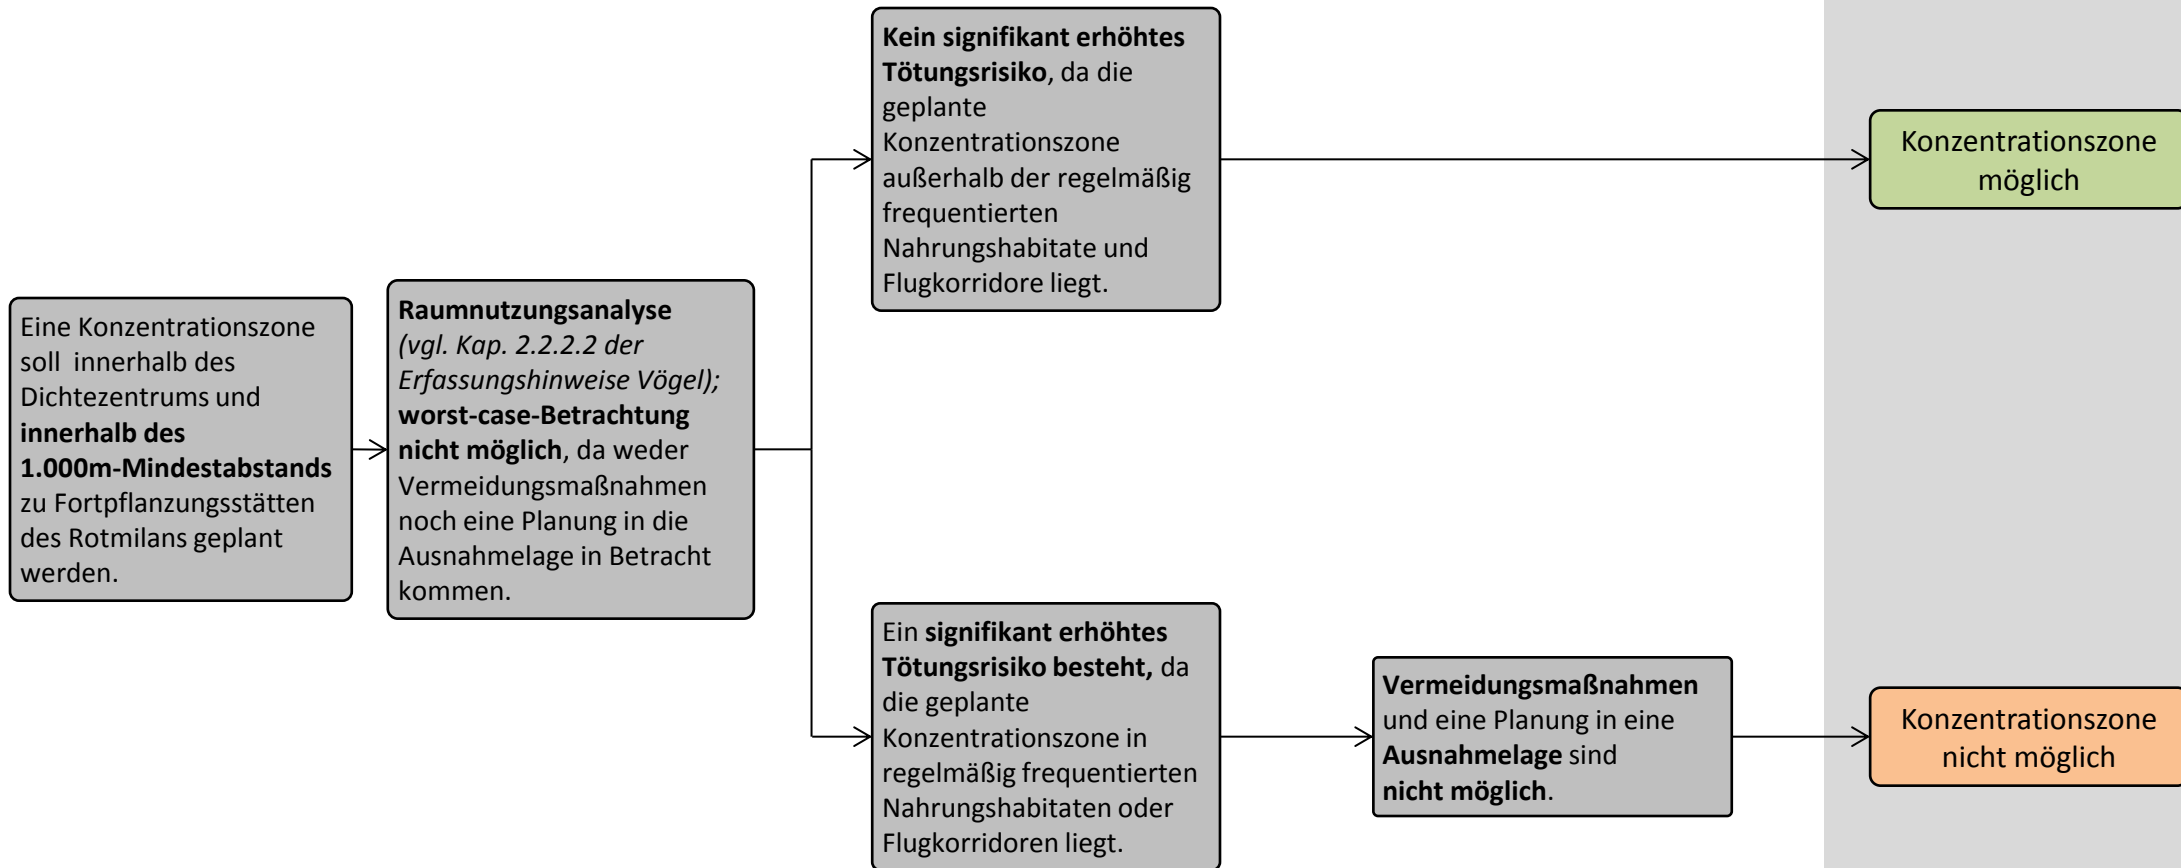 Eine Konzentrationszone
soll innerhalb des
Dichtezentrums und
innerhalb des
1.000m-Mindestabstands
zu Fortpflanzungsstätten
des Rotmilans geplant
werden.
Raumnutzungsanalyse
(vgl. Kap. 2.2.2.2 der
Erfassungshinweise Vögel);
worst-case-Betrachtung
nicht möglich, da weder
Vermeidungsmaßnahmen
noch eine Planung in die
Ausnahmelage in Betracht
kommen.
Kein signifikant erhöhtes
Tötungsrisiko, da die
geplante
Konzentrationszone
außerhalb der regelmäßig
frequentierten
Nahrungshabitate und
Flugkorridore liegt.
Konzentrationszone
möglich
Ein signifikant erhöhtes
Tötungsrisiko besteht, da
die geplante
Konzentrationszone in
regelmäßig frequentierten
Nahrungshabitaten oder
Flugkorridoren liegt.
Vermeidungsmaßnahmen
und eine Planung in eine
Ausnahmelage sind
nicht möglich.
Konzentrationszone
nicht möglich